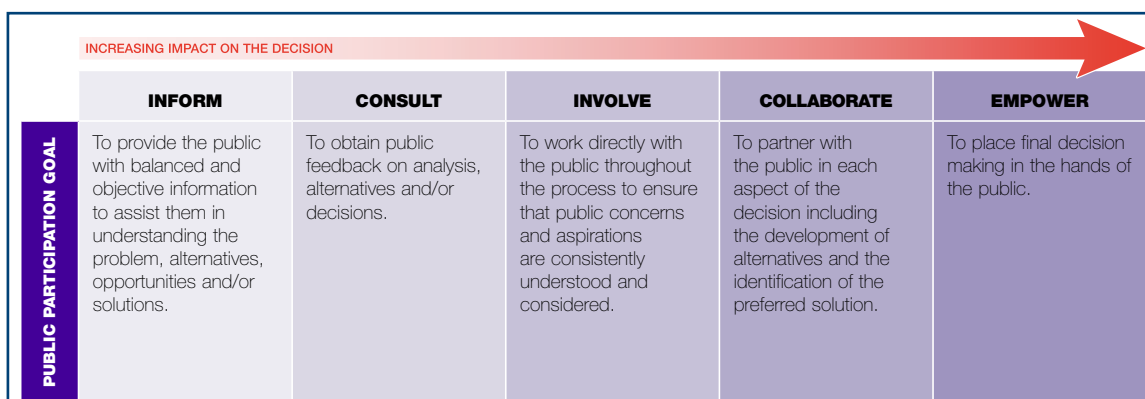 INCREASING IMPACT ON THE DECISION
INFORM
CONSULT
INVOLVE
COLLABORATE
EMPOWER
PUBLIC PARTICIPATION GOAL
To provide the public
with balanced and
objective information
to assist them in
understanding the
problem, alternatives,
opportunities and/or
solutions.
To obtain public
feedback on analysis,
alternatives and/or
decisions.
To work directly with
the public throughout
the process to ensure
that public concerns
and aspirations
are consistently
understood and
considered.
To partner with
the public in each
aspect of the
decision including
the development of
alternatives and the
identification of the
preferred solution.
To place final decision
making in the hands of
the public.